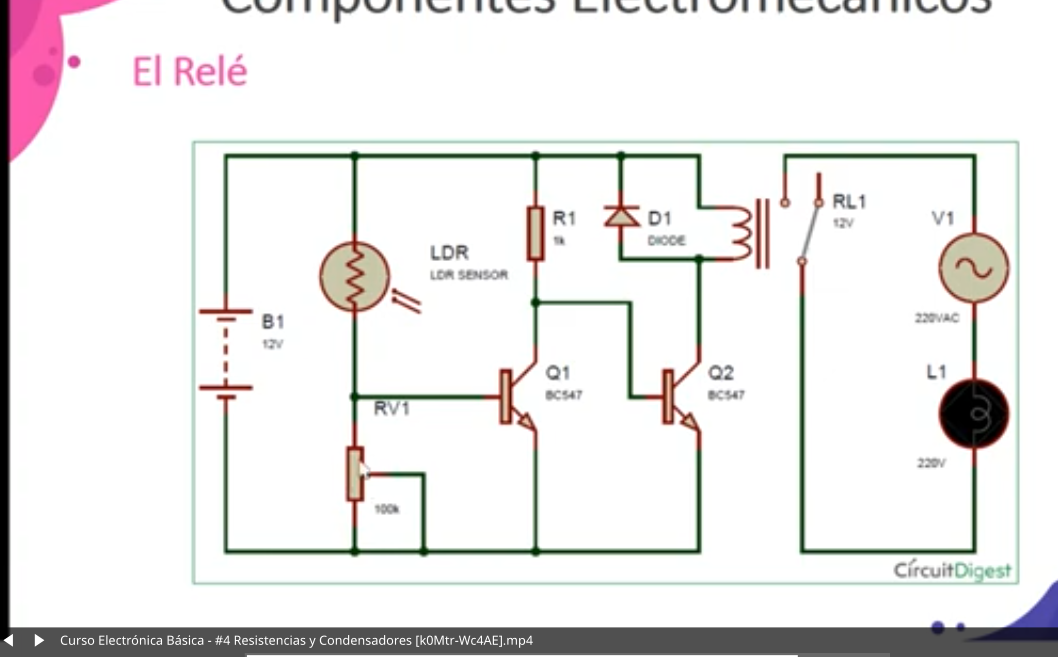 Componentes Electromecánicos
El Relé
R1
1k
D1
DIODE
RL1
12V
V1
220VAC
LDR
LDR SENSOR
B1
12V
Q1
BC547
Q2
BC547
L1
220V
RV1
100k
CírcuitDigest
Curso Electrónica Básica - #4 Resistencias y Condensadores [k0Mtr-Wc4AE].mp4